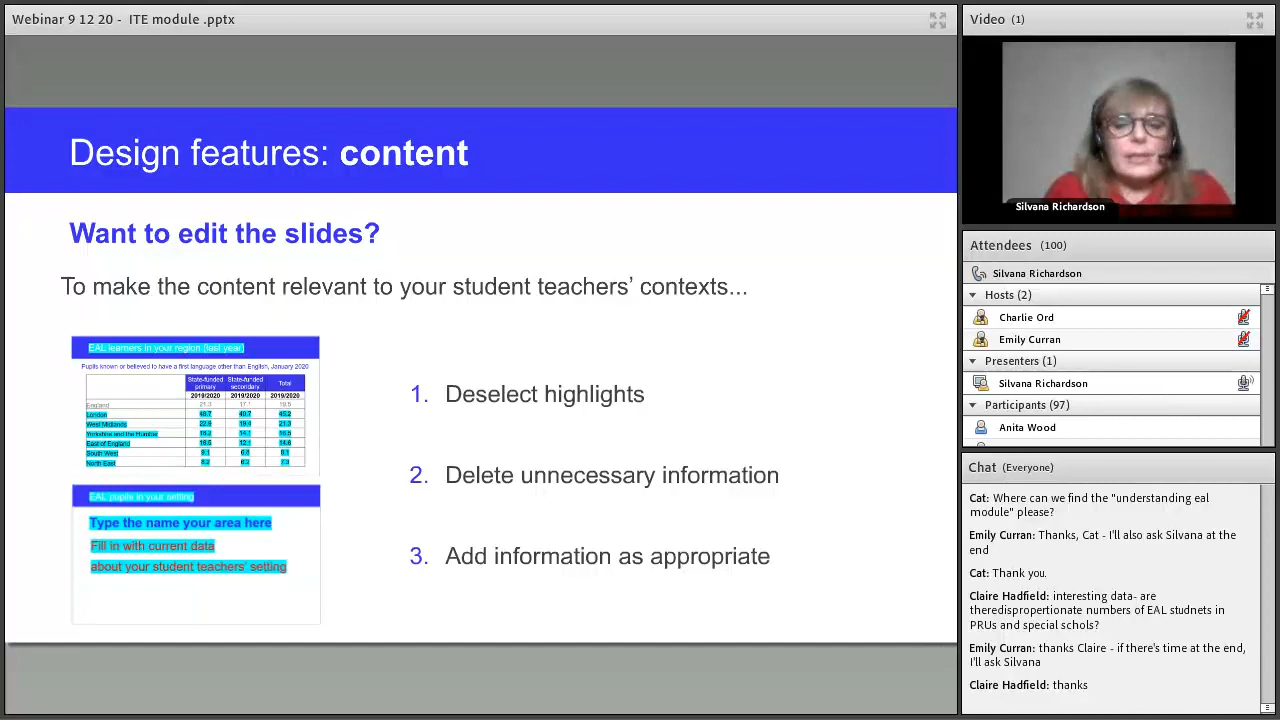 Webinar 9 12 20 - ITE module .pptx
Design features: content
Want to edit the slides?
To make the content relevant to your student teachers' contexts...
EAL learners in your region (last year)
Pupils known or believed to have a first language other than English, January 2020
State-funded primary State-funded secondary Total
2019/2020 2019/2020 2019/2020
England 21.3 17.1 19.5
London
West Midlands
Yorkshire and the Humber
East of England
South West
North East
EAL pupils in your setting
Type the name your area here
Fill in with current data
about your student teachers' setting
1. Deselect highlights
2. Delete unnecessary information
3. Add information as appropriate
Video (1)
Silvana Richardson
Attendees (100)
Silvana Richardson
Hosts (2)
Charlie Ord
Emily Curran
Presenters (1)
Silvana Richardson
Participants (97)
Anita Wood
Chat (Everyone)
Cat: Where can we find the "understanding eal
module" please?
Emily Curran: Thanks, Cat - I'll also ask Silvana at the
end
Cat: Thank you.
Claire Hadfield: interesting data- are
theredisproportionate numbers of EAL studnets in
PRUs and special schols?
Emily Curran: thanks Claire - if there's time at the end,
I'll ask Silvana
Claire Hadfield: thanks